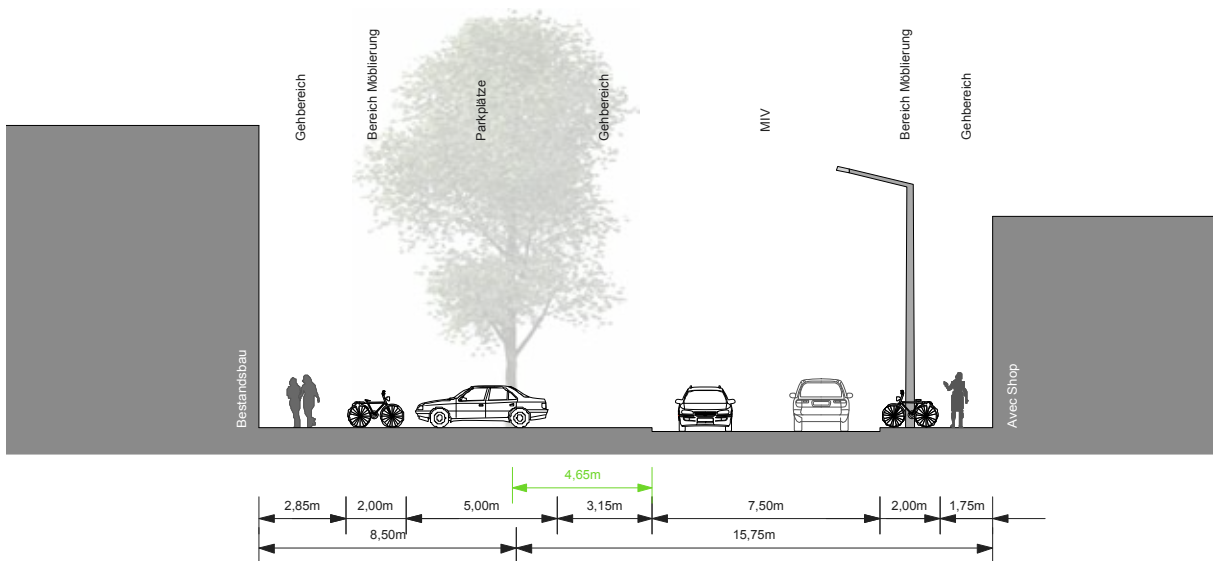 Gehbereich
Bereich Möblierung
Parkplätze
Gehbereich
MIV
Bereich Möblierung
Gehbereich
Bestandsbau
Avec Shop
4,65m
2,85m
2,00m
5,00m
3,15m
7,50m
2,00m
1,75m
8,50m
15,75m